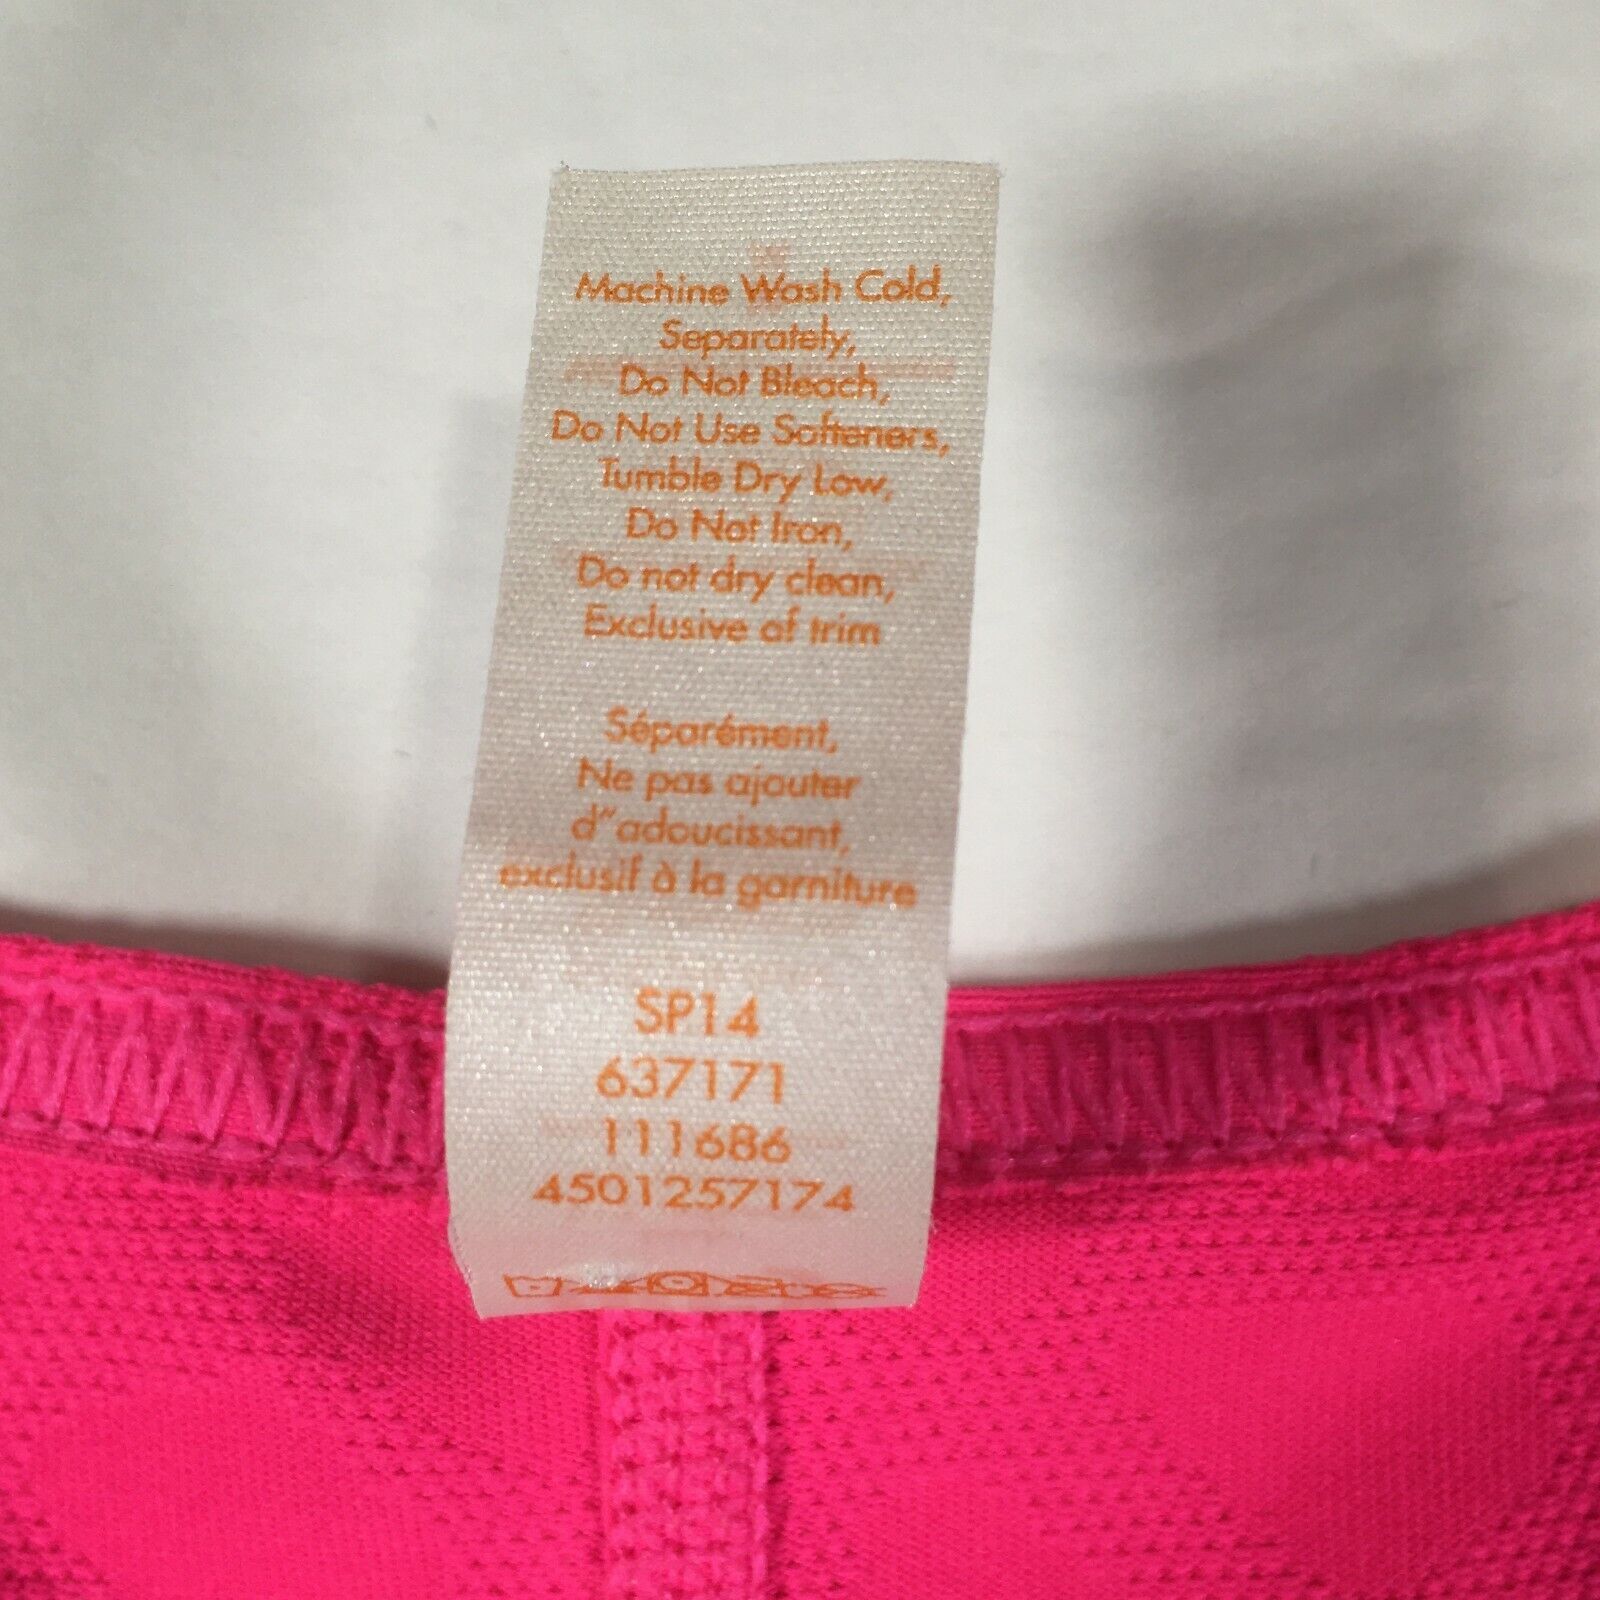 Machine Wash Cold,
Separately,
Do Not Bleach,
Do Not Use Softeners,
Tumble Dry Low,
Do Not Iron,
Do not dry clean,
Exclusive of trim
Séparément,
Ne pas ajouter
d"adoucissant,
exclusif à la garniture
SP14
637171
111686
4501257174